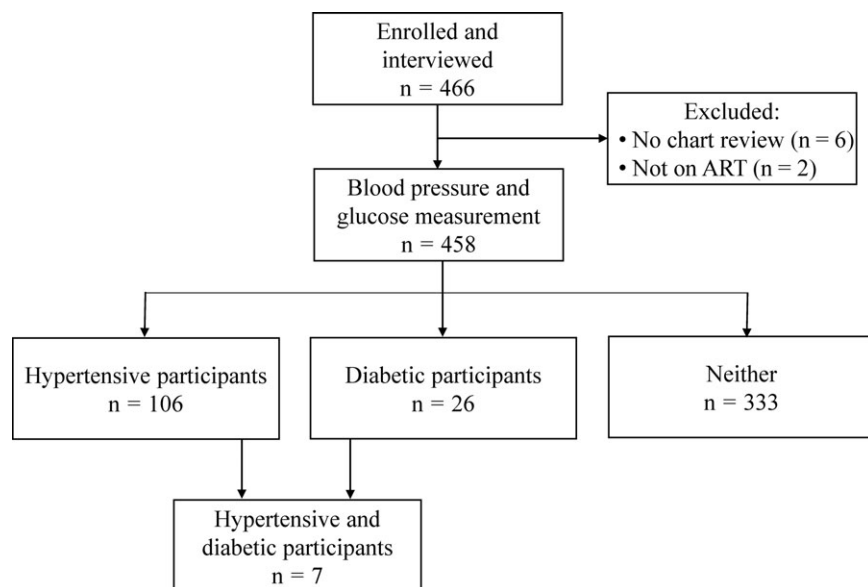 Enrolled and
interviewed
n = 466
Excluded:
• No chart review (n = 6)
• Not on ART (n = 2)
Blood pressure and
glucose measurement
n = 458
Hypertensive participants
n = 106
Diabetic participants
n = 26
Neither
n = 333
Hypertensive and
diabetic participants
n = 7